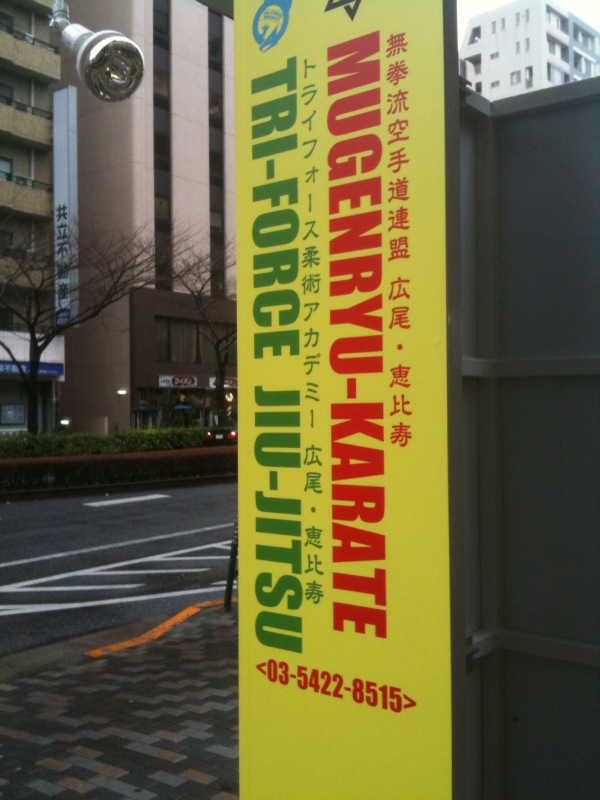 無拳流空手道連盟 広尾・恵比寿
MUGENRYU-KARATE
トライフォース柔術アカデミー 広尾・恵比寿
TRI-FORCE JIU-JITSU
<03-5422-8515>
共立不動産